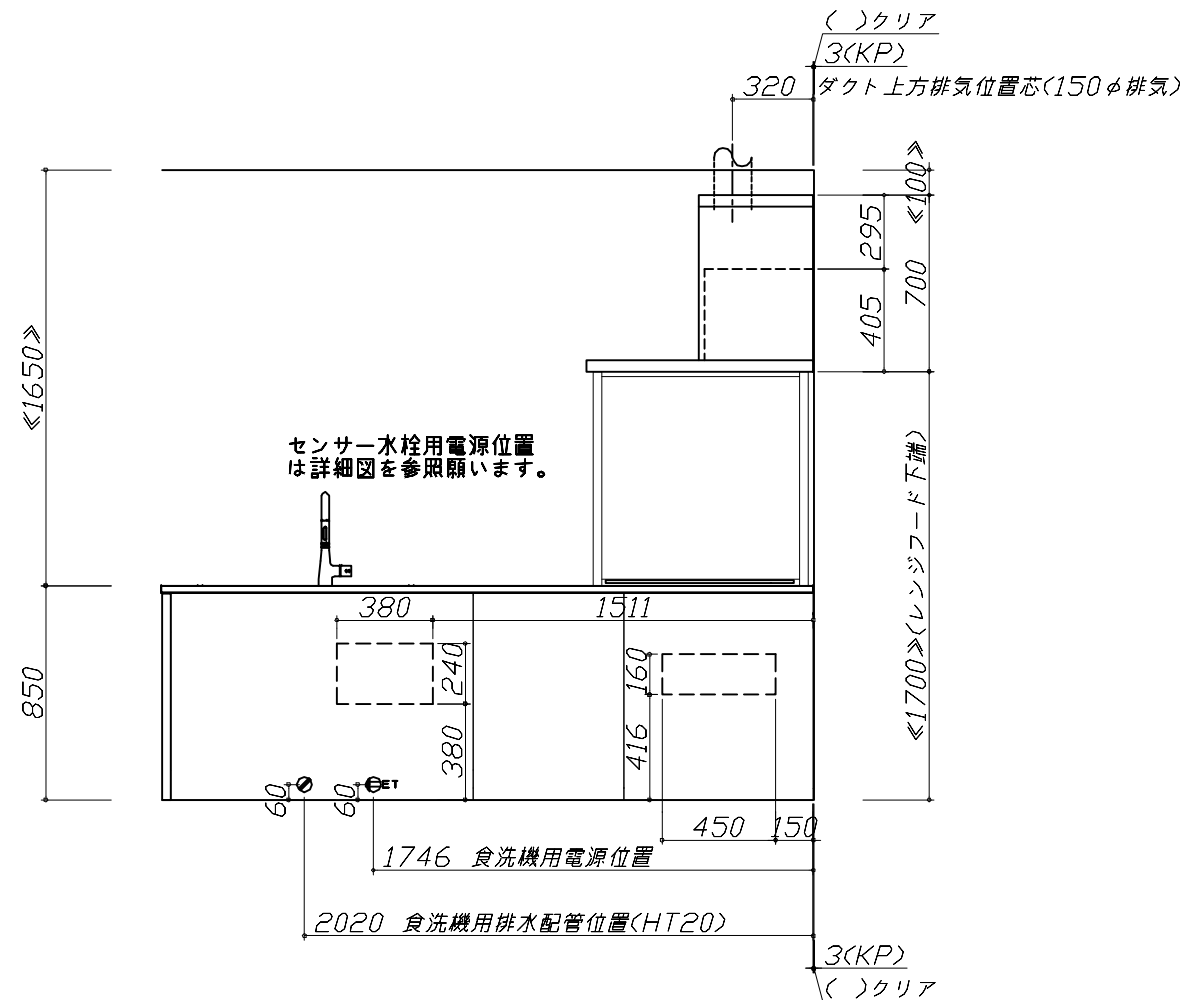 ( )クリア
3(KP)
320
ダクト上方排気位置芯(150φ排気)
≪100≫
295
700
405
≪1650≫
センサー水栓用電源位置
は詳細図を参照願います。
≪1700≫(レンジフード下端)
380
1511
240
160
850
380
416
60
60
ET
450
150
1746 食洗機用電源位置
2020 食洗機用排水配管位置(HT20)
3(KP)
( )クリア